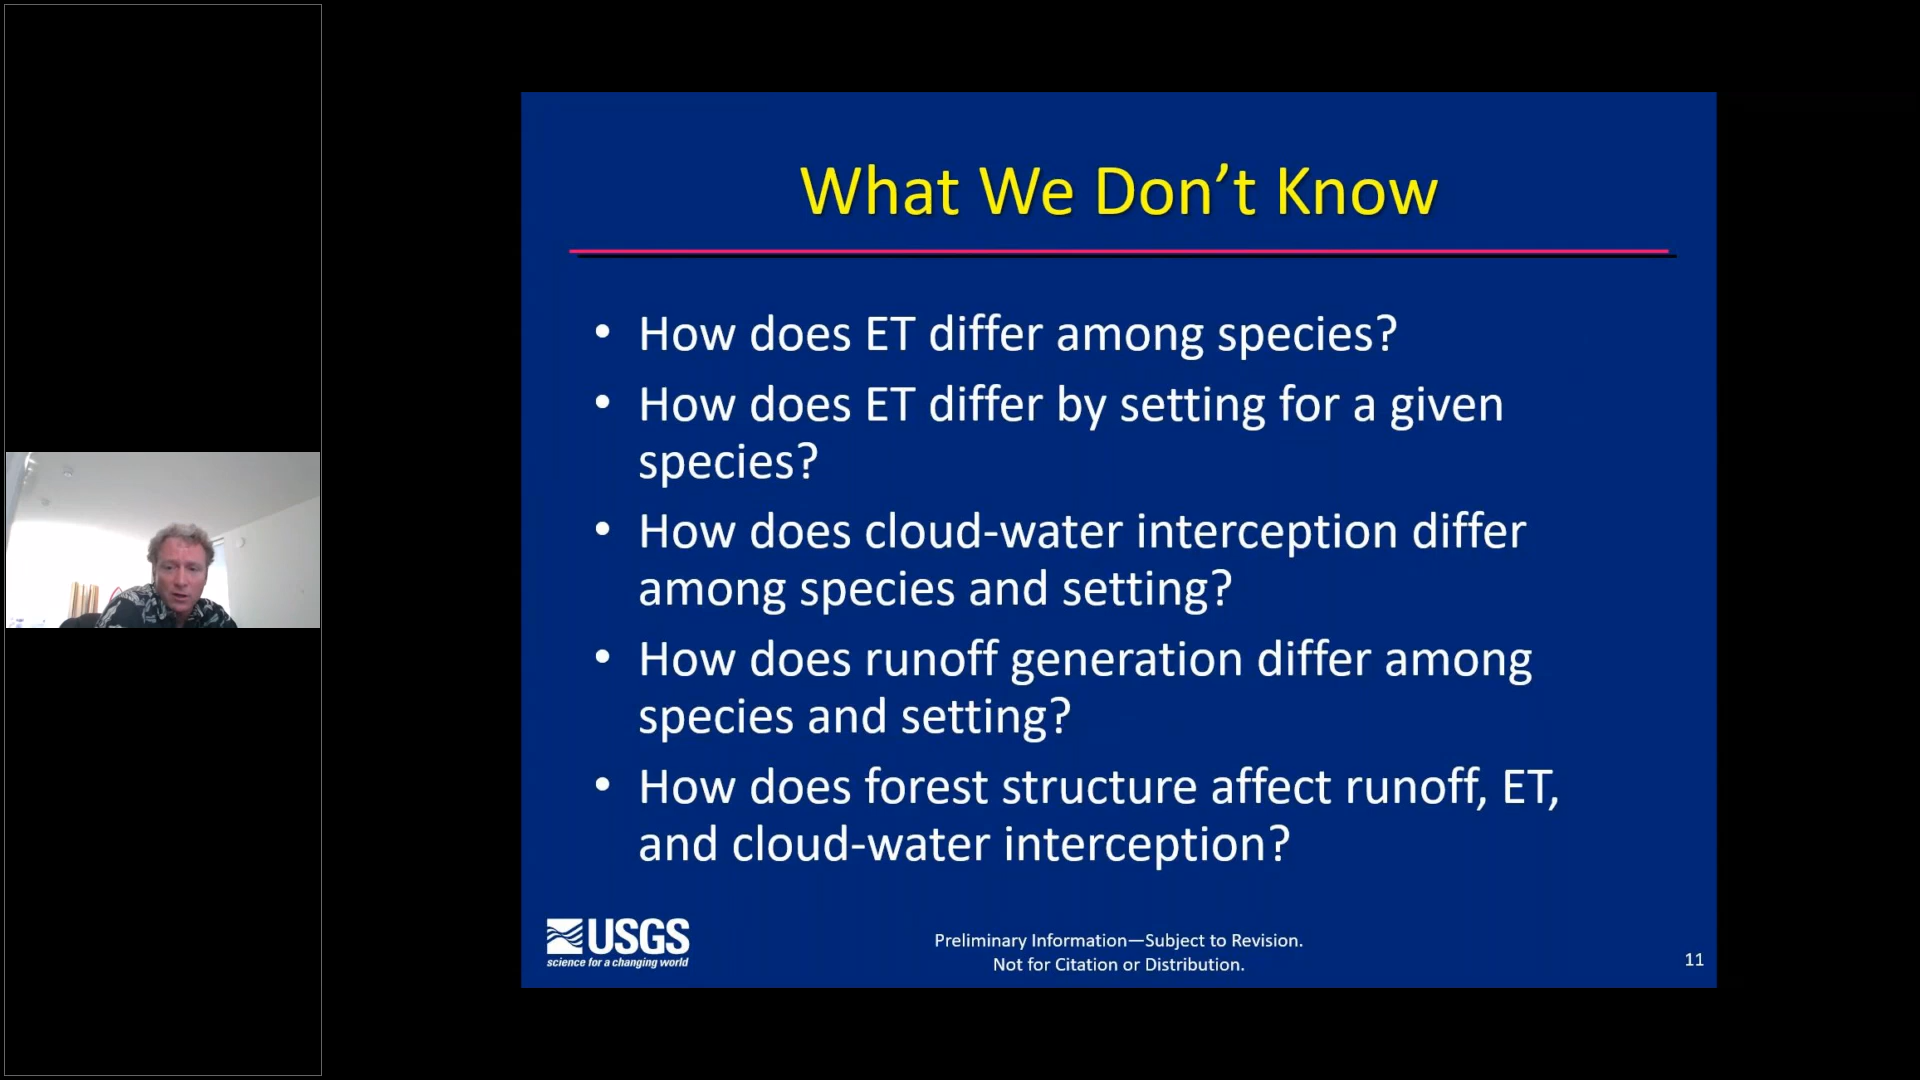 What We Don’t Know
• How does ET differ among species?
• How does ET differ by setting for a given
species?
• How does cloud-water interception differ
among species and setting?
• How does runoff generation differ among
species and setting?
• How does forest structure affect runoff, ET,
and cloud-water interception?
USGS
science for a changing world
Preliminary Information—Subject to Revision.
Not for Citation or Distribution.
11